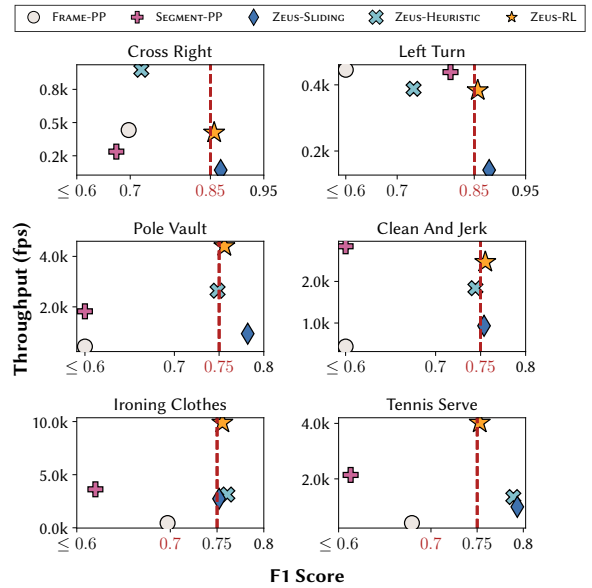 Frame-PP Segment-PP Zeus-Sliding Zeus-Heuristic Zeus-RL
Cross Right
0.8k
0.5k
0.2k
≤ 0.6 0.7 0.85 0.95
Left Turn
0.4k
0.2k
≤ 0.6 0.7 0.85 0.95
Throughput (fps)
Pole Vault
4.0k
2.0k
≤ 0.6 0.7 0.75 0.8
Clean And Jerk
2.0k
1.0k
≤ 0.6 0.7 0.75 0.8
Ironing Clothes
10.0k
5.0k
0.0k
≤ 0.6 0.7 0.75 0.8
Tennis Serve
4.0k
2.0k
≤ 0.6 0.7 0.75 0.8
F1 Score